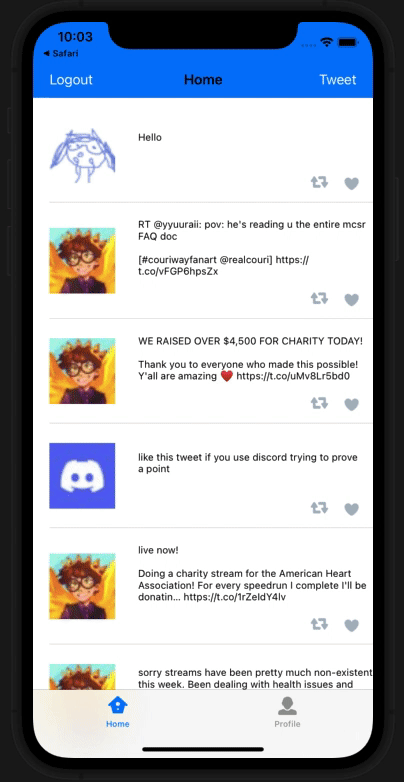 10:03
◀ Safari
Logout
Home
Tweet
Hello
RT @yyuuraii: pov: he's reading u the entire mcsr
FAQ doc
[#couriwayfanart @realcouri] https://
t.co/vFGP6hpsZx
WE RAISED OVER $4,500 FOR CHARITY TODAY!
Thank you to everyone who made this possible!
Y'all are amazing ❤️ https://t.co/uMv8Lr5bd0
like this tweet if you use discord trying to prove
a point
live now!
Doing a charity stream for the American Heart
Association! For every speedrun I complete I'll be
donatin... https://t.co/1rZeIdY4Iv
sorry streams have been pretty much non-existent
this week. Been dealing with health issues and
Home
Profile